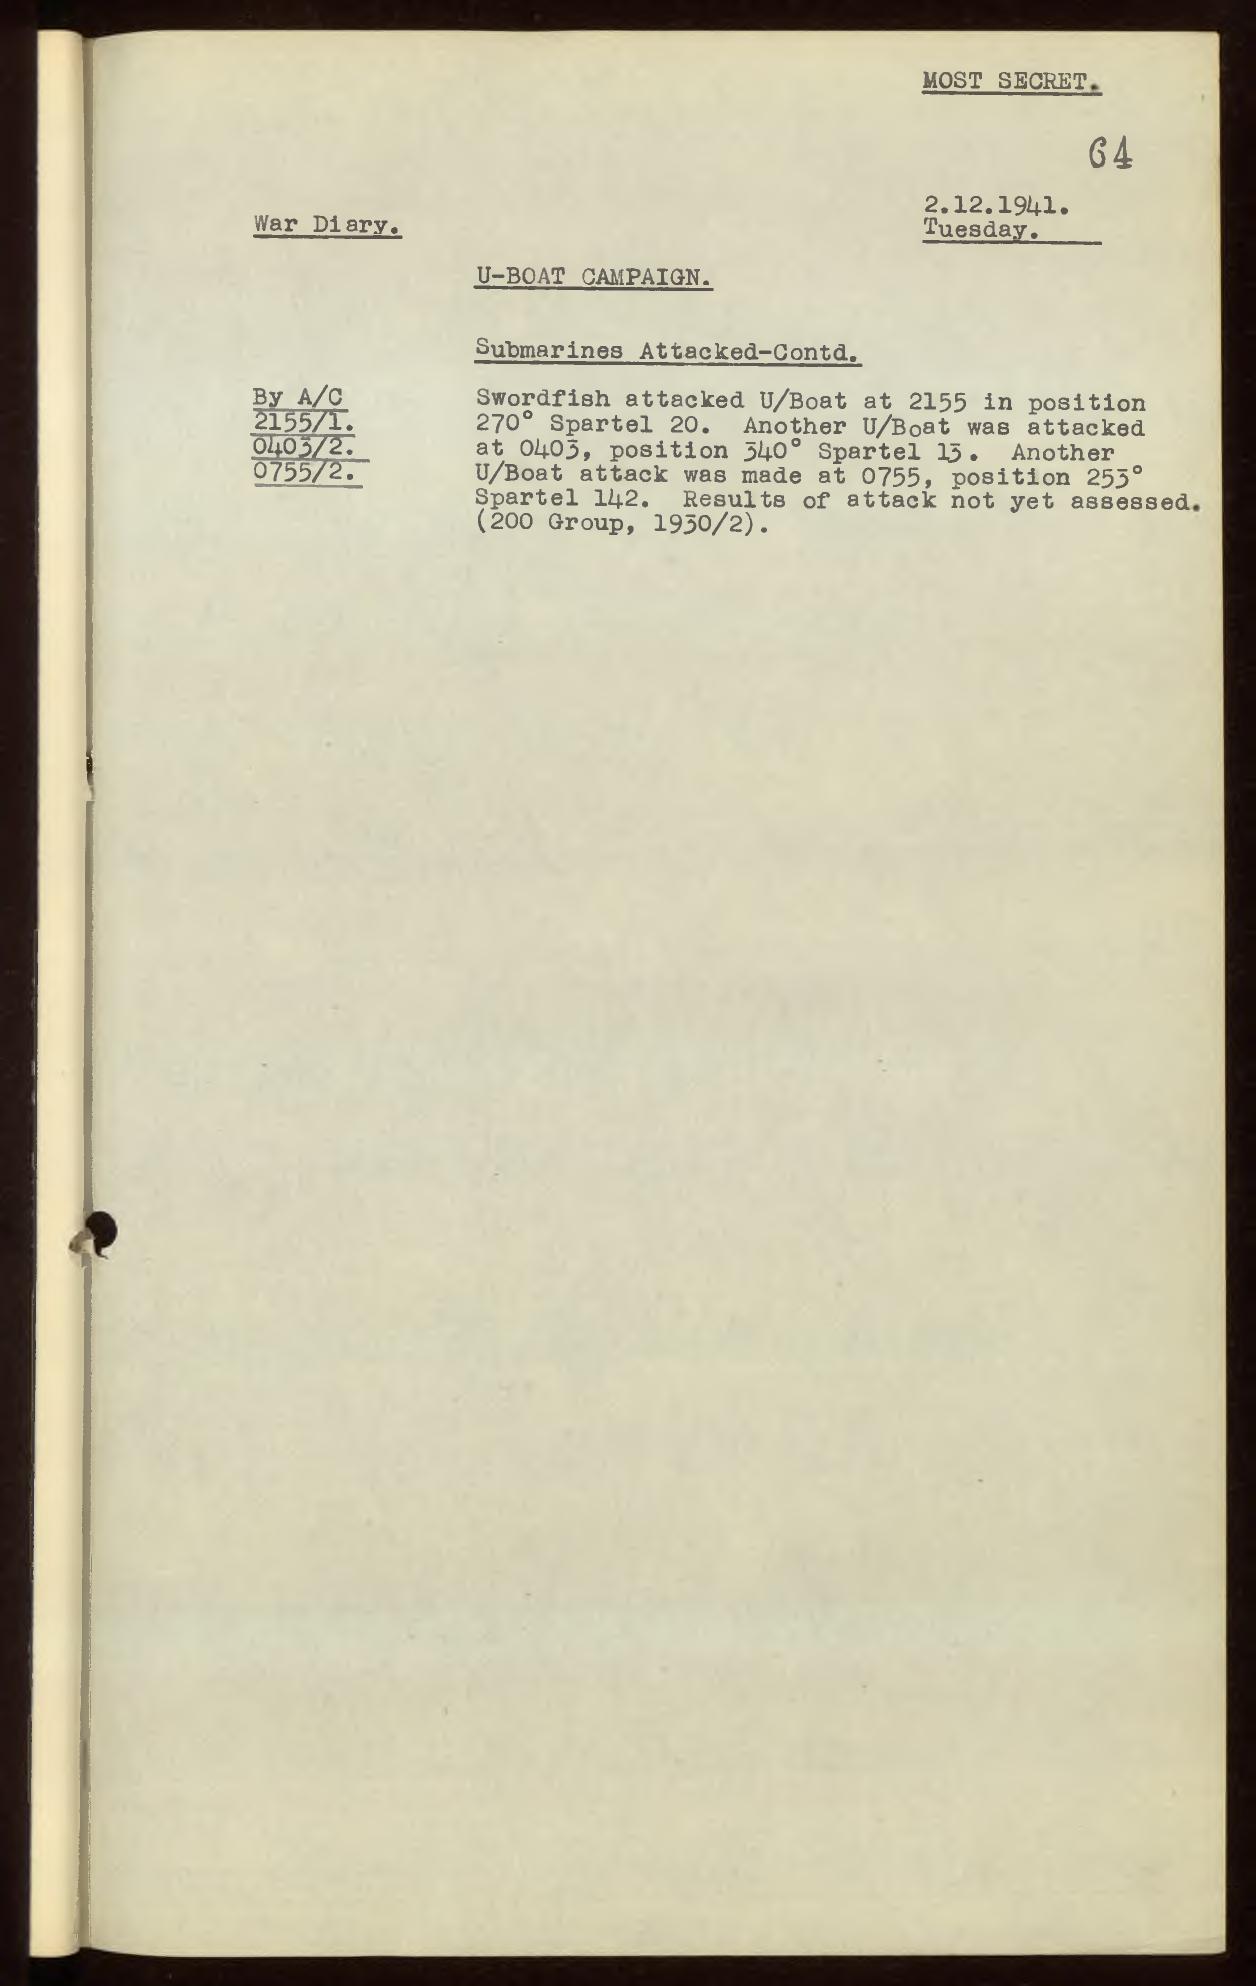 MOST SECRET.
64
2.12.1941.
War Diary.
Tuesday.
U-BOAT CAMPAIGN.
Submarines Attacked-Contd.
By A/C
2155/1.
0403/2.
0755/2.
Swordfish attacked U/Boat at 2155 in position
270° Spartel 20. Another U/Boat was attacked
at 0403, position 340° Spartel 13. Another
U/Boat attack was made at 0755, position 253°
Spartel 142. Results of attack not yet assessed.
(200 Group, 1930/2).